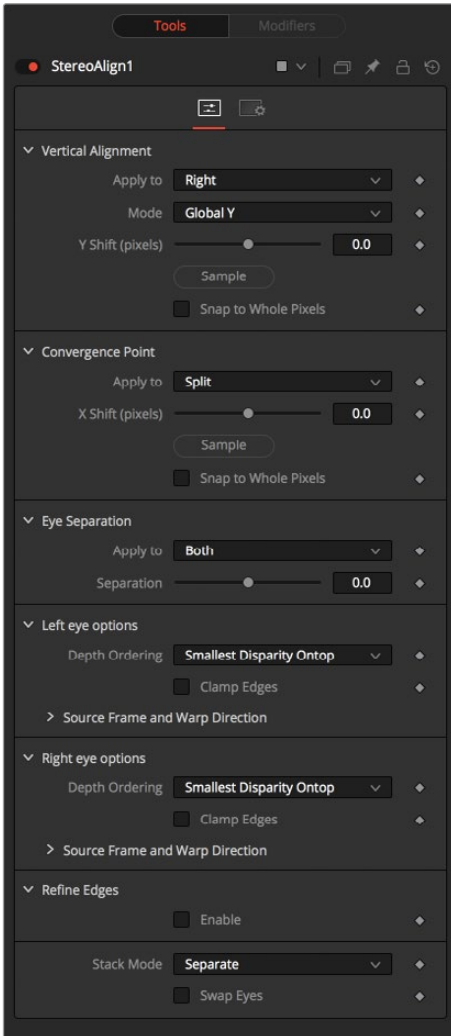 Tools Modifiers
StereoAlign1
Vertical Alignment
Apply to Right
Mode Global Y
Y Shift (pixels) 0.0
Sample
Snap to Whole Pixels
Convergence Point
Apply to Split
X Shift (pixels) 0.0
Sample
Snap to Whole Pixels
Eye Separation
Apply to Both
Separation 0.0
Left eye options
Depth Ordering Smallest Disparity Ontop
Clamp Edges
Source Frame and Warp Direction
Right eye options
Depth Ordering Smallest Disparity Ontop
Clamp Edges
Source Frame and Warp Direction
Refine Edges
Enable
Stack Mode Separate
Swap Eyes